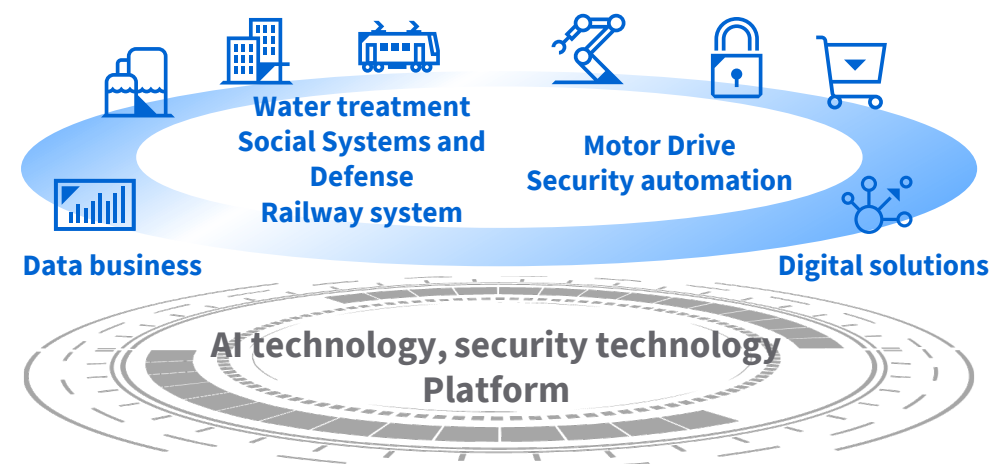 Water treatment
Social Systems and
Defense
Railway system
Motor Drive
Security automation
Data business
Digital solutions
AI technology, security technology
Platform